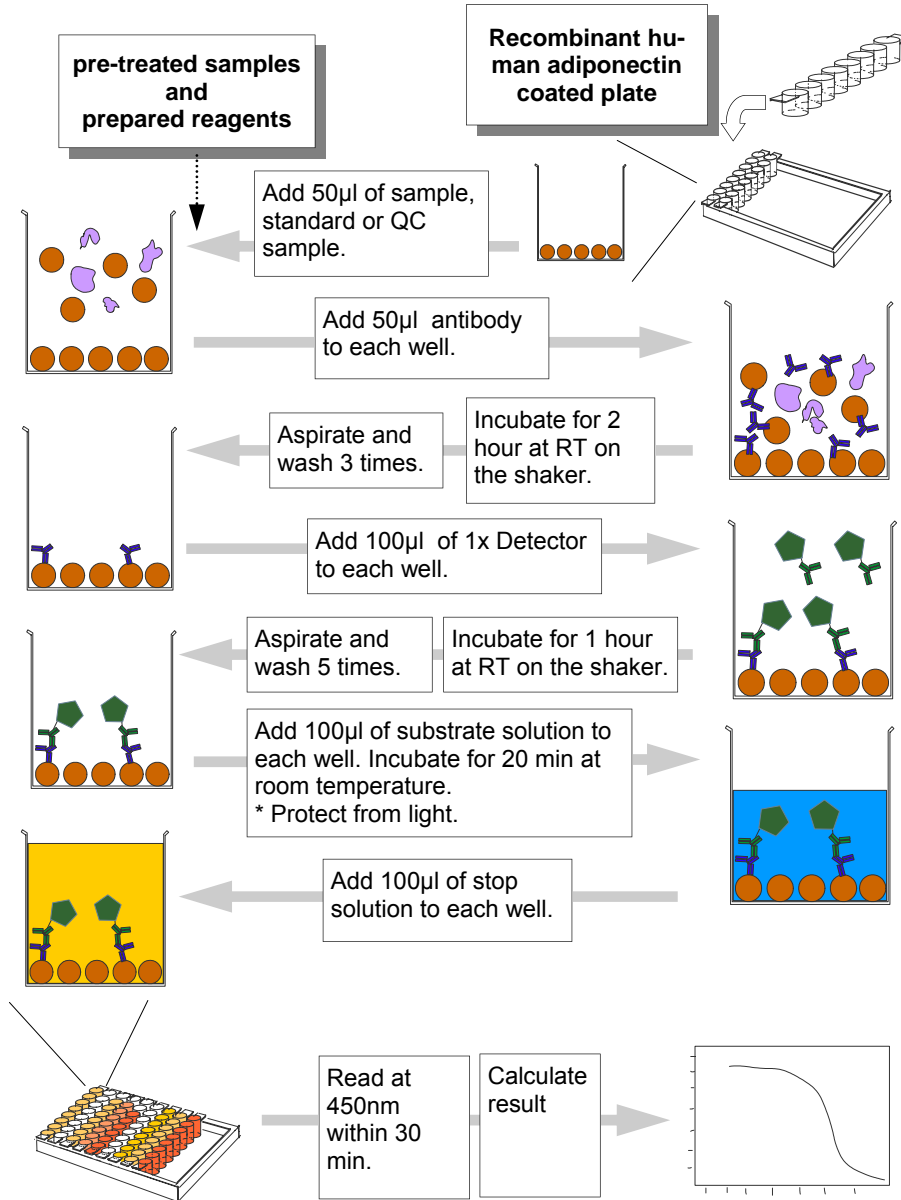 pre-treated samples
and
prepared reagents
Recombinant hu-
man adiponectin
coated plate
Add 50µl of sample,
standard or QC
sample.
Add 50µl  antibody
to each well.
Incubate for 2
hour at RT on
the shaker.
Aspirate and
wash 3 times.
Add 100µl  of 1x Detector
to each well.
Incubate for 1 hour
at RT on the shaker.
Aspirate and
wash 5 times.
Add 100µl of substrate solution to
each well. Incubate for 20 min at
room temperature.
* Protect from light.
Add 100µl of stop
solution to each well.
Read at
450nm
within 30
min.
Calculate
result